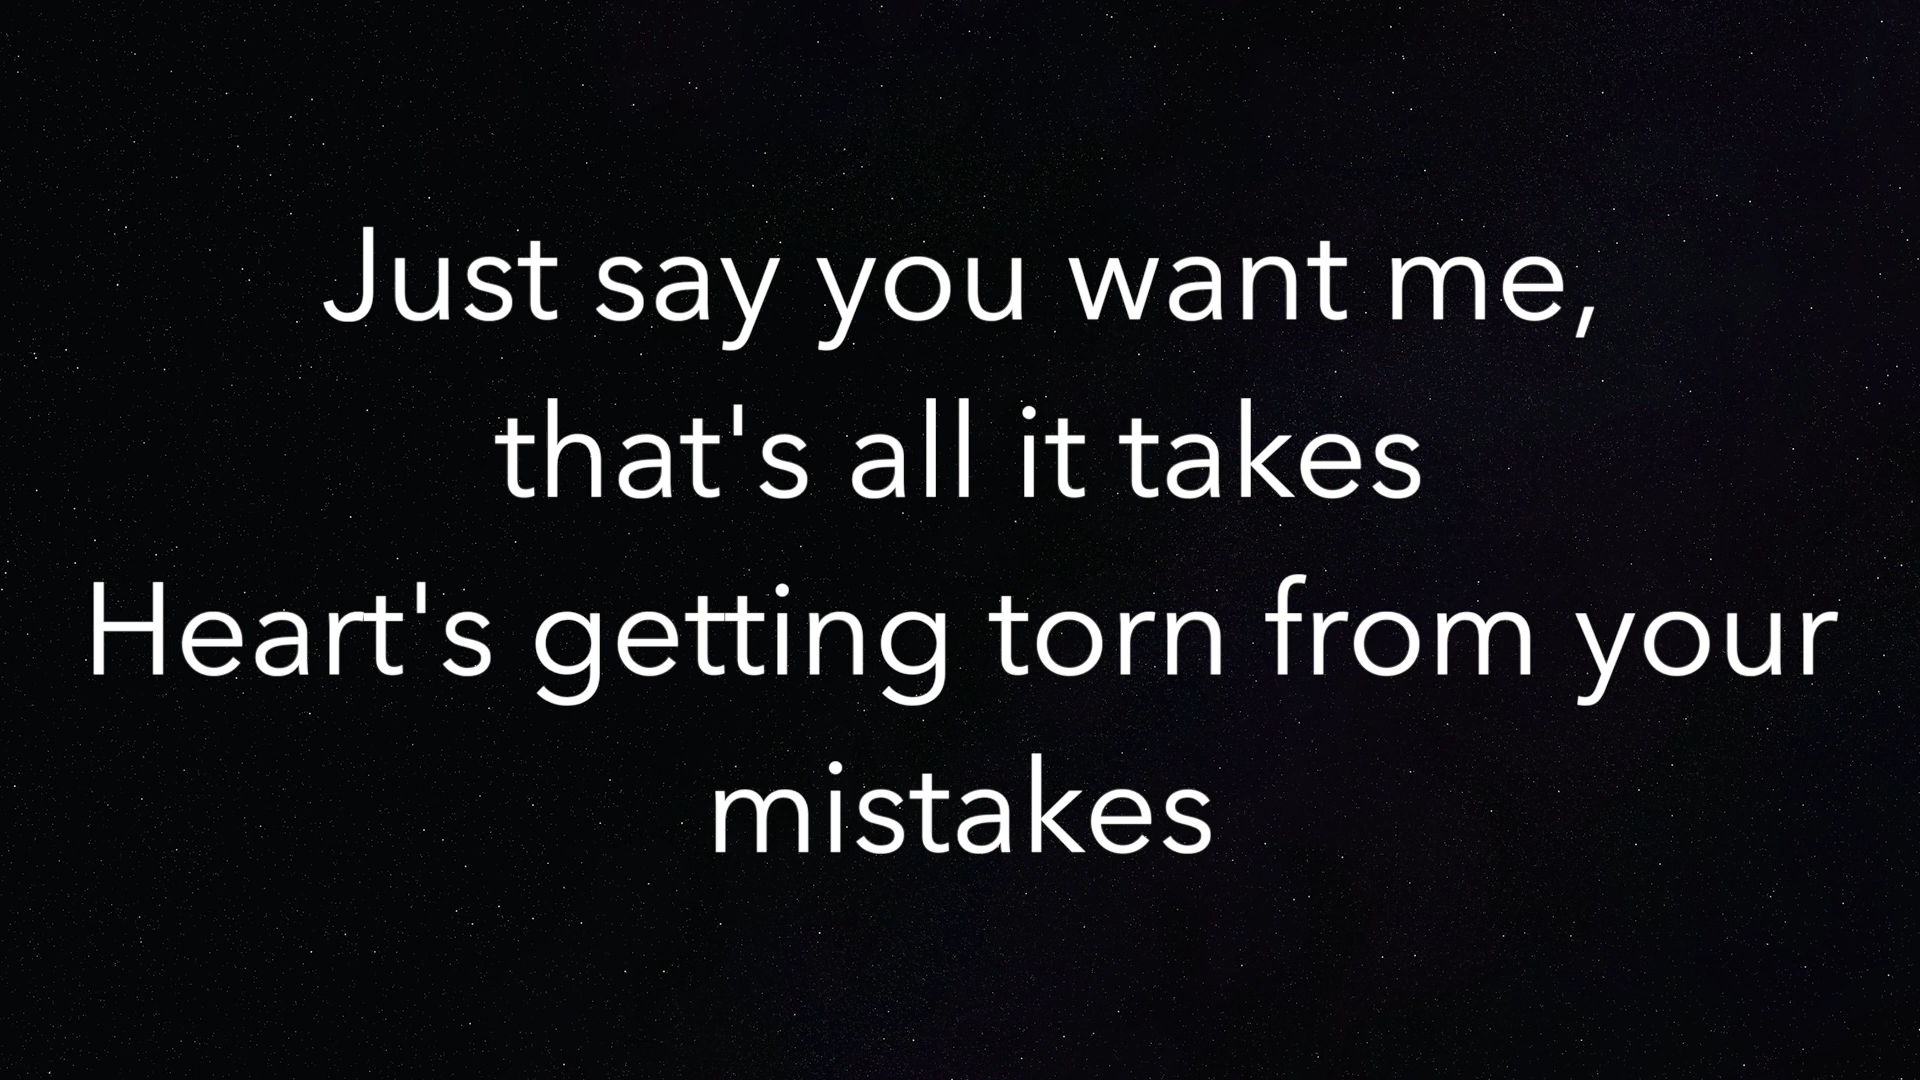 Just say you want me,
that's all it takes
Heart's getting torn from your
mistakes